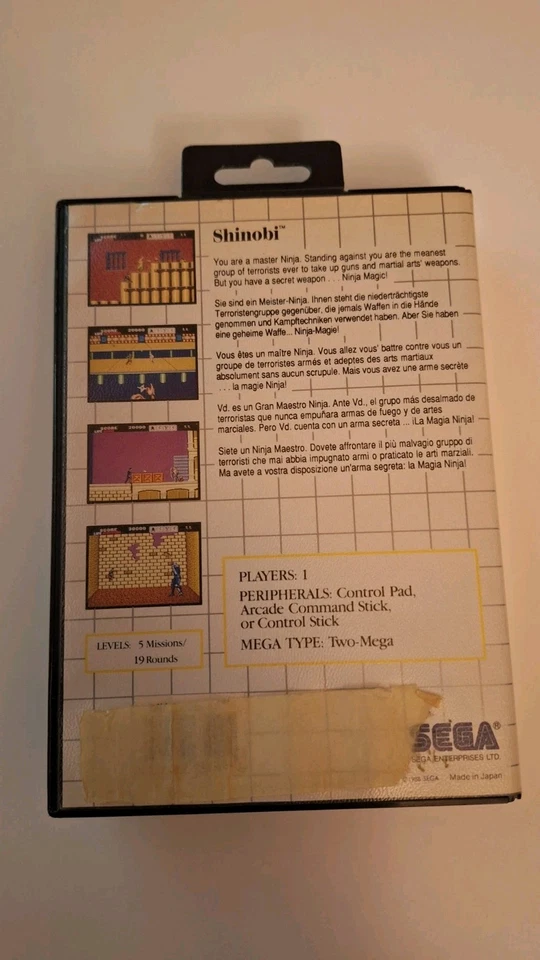 Shinobi™
You are a master Ninja. Standing against you are the meanest
group of terrorists ever to take up guns and martial arts' weapons.
But you have a secret weapon . . . Ninja Magic!
Sie sind ein Meister-Ninja. Ihnen steht die niederträchtigste
Terroristengruppe gegenüber, die jemals Waffen in die Hände
genommen und Kampftechniken verwendet haben. Aber Sie haben
eine geheime Waffe... Ninja-Magie!
Vous êtes un maître Ninja. Vous allez vous' battre contre vous un
groupe de terroristes armés et adeptes des arts martiaux
absolument sans aucun scrupule. Mais vous avez une arme secrète
. . . la magie Ninja!
Vd. es un Gran Maestro Ninja. Ante Vd., el grupo más desalmado de
terroristas que nunca empuñara armas de fuego y de artes
marciales. Pero Vd. cuenta con un arma secreta ... ¡La Magia Ninja!
Siete un Ninja Maestro. Dovete affrontare il più malvagio gruppo di
terroristi che mai abbia impugnato armi o praticato le arti marziali.
Ma avete a vostra disposizione un'arma segreta: la Magia Ninja!
PLAYERS: 1
PERIPHERALS: Control Pad,
Arcade Command Stick,
or Control Stick
MEGA TYPE: Two-Mega
LEVELS: 5 Missions/
19 Rounds
SEGA®
SEGA ENTERPRISES LTD.
SEGA Made in Japan